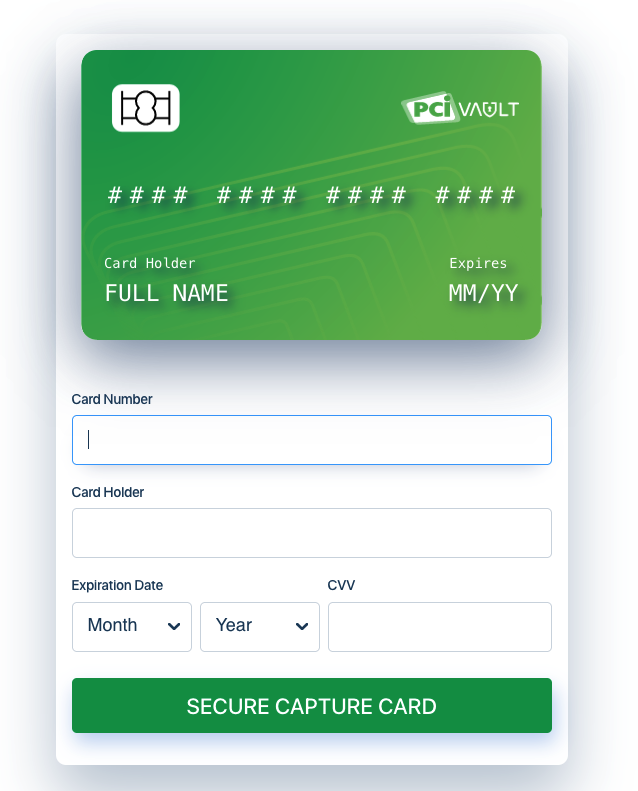 PCi VAULT
#### #### #### ####
Card Holder Expires
FULL NAME MM/YY
Card Number
Card Holder
Expiration Date CVV
Month Year
SECURE CAPTURE CARD